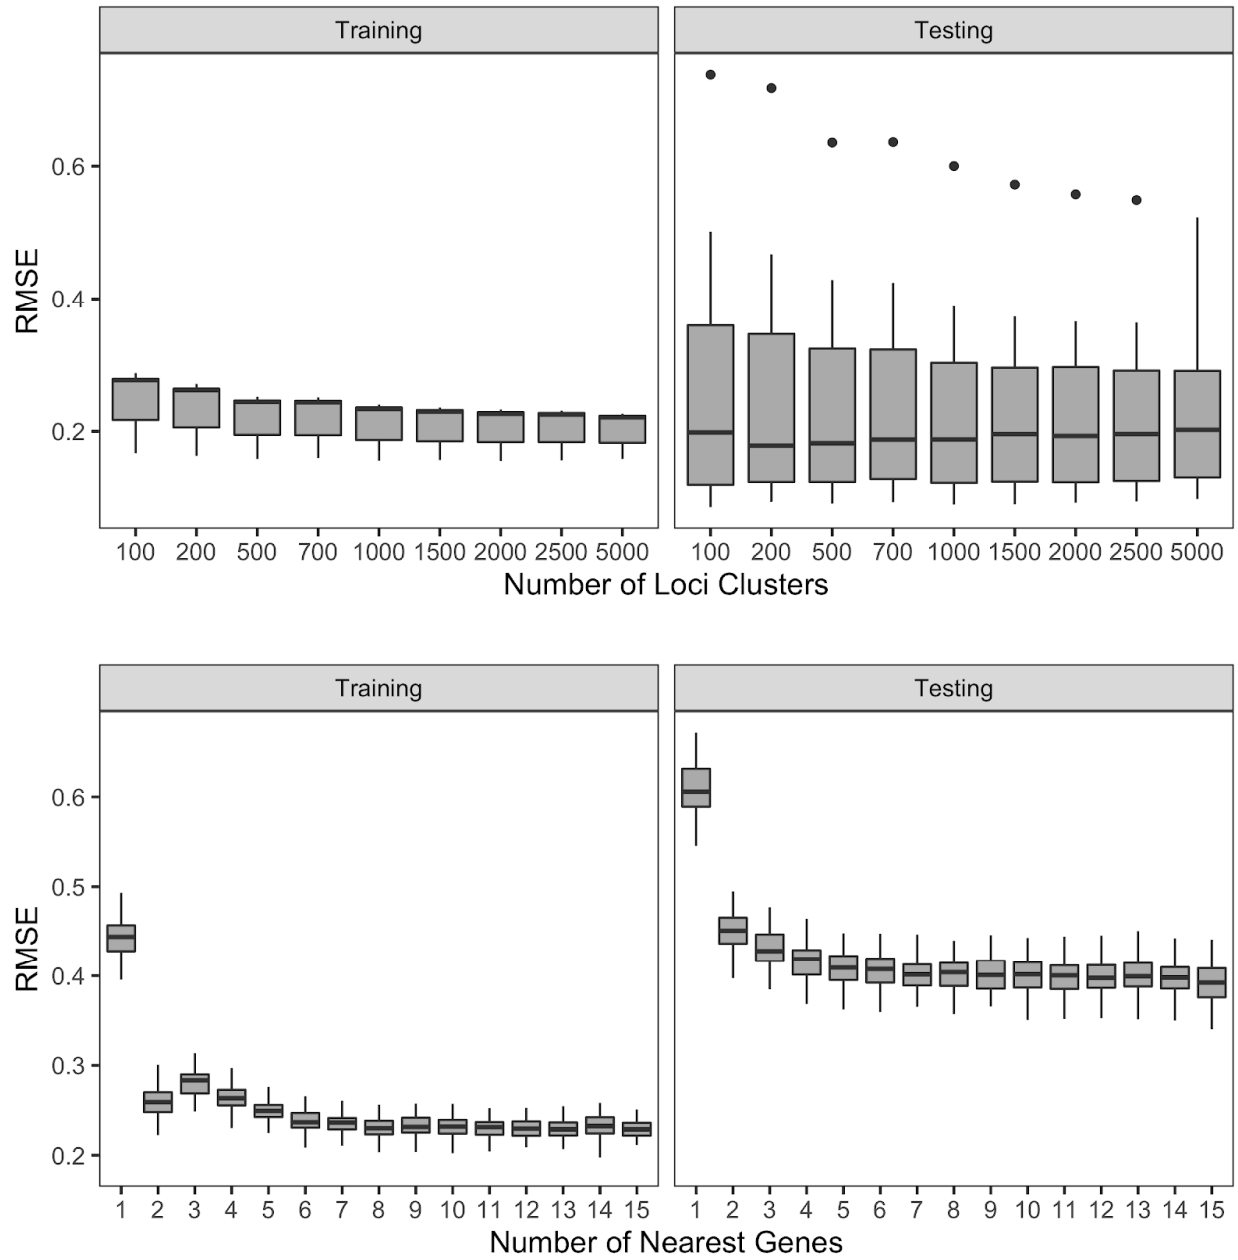 Training Testing
0.6
0.4
0.2
RMSE
100 200 500 700 1000 1500 2000 2500 5000 100 200 500 700 1000 1500 2000 2500 5000
Number of Loci Clusters
Training Testing
0.6
0.5
0.4
0.3
0.2
RMSE
1 2 3 4 5 6 7 8 9 10 11 12 13 14 15 1 2 3 4 5 6 7 8 9 10 11 12 13 14 15
Number of Nearest Genes